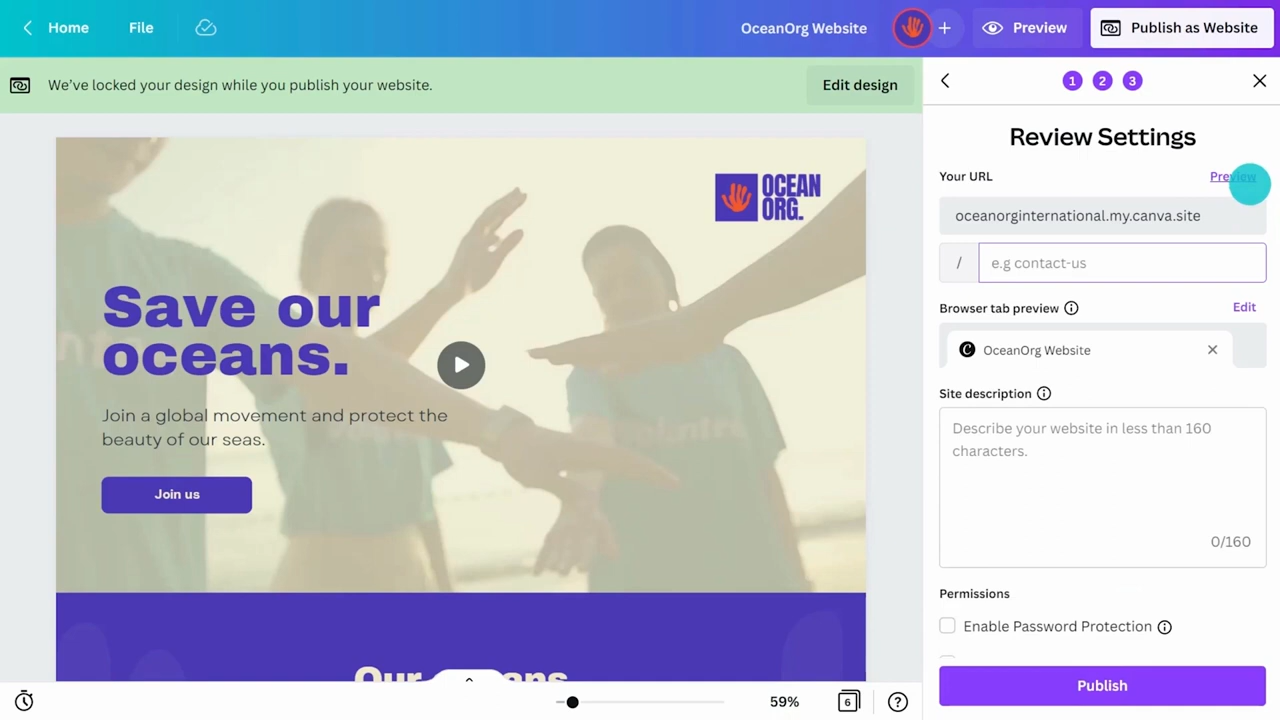 Home
File
OceanOrg Website
Preview
Publish as Website
We've locked your design while you publish your website.
Edit design
OCEAN
ORG.
Save our
oceans.
Join a global movement and protect the
beauty of our seas.
Join us
59%
6
?
1 2 3
Review Settings
Your URL
Preview
oceanorginternational.my.canva.site
/
e.g contact-us
Browser tab preview
Edit
OceanOrg Website
Site description
Describe your website in less than 160
characters.
0/160
Permissions
Enable Password Protection
Publish